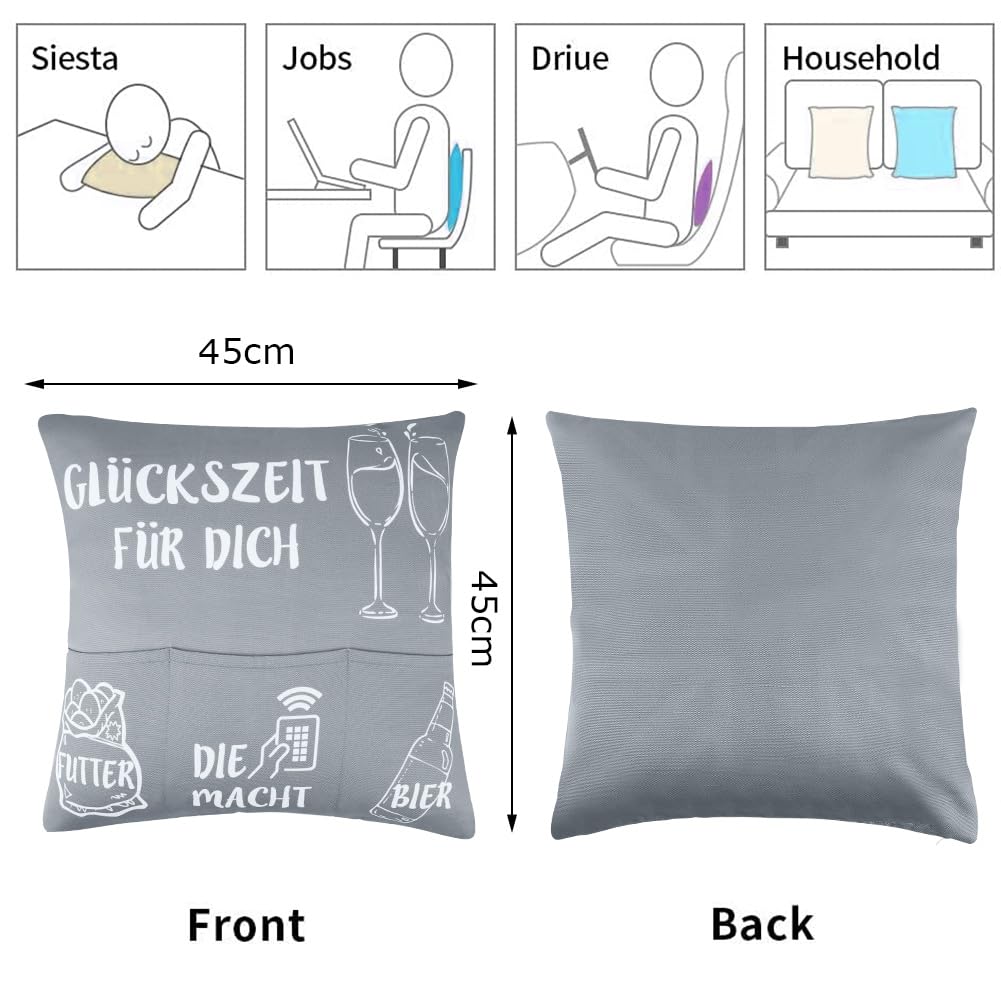 Siesta
Jobs
Driue
Household
45cm
45cm
GLÜCKSZEIT
FÜR DICH
FUTTER
DIE
MACHT
BIER
Front
Back